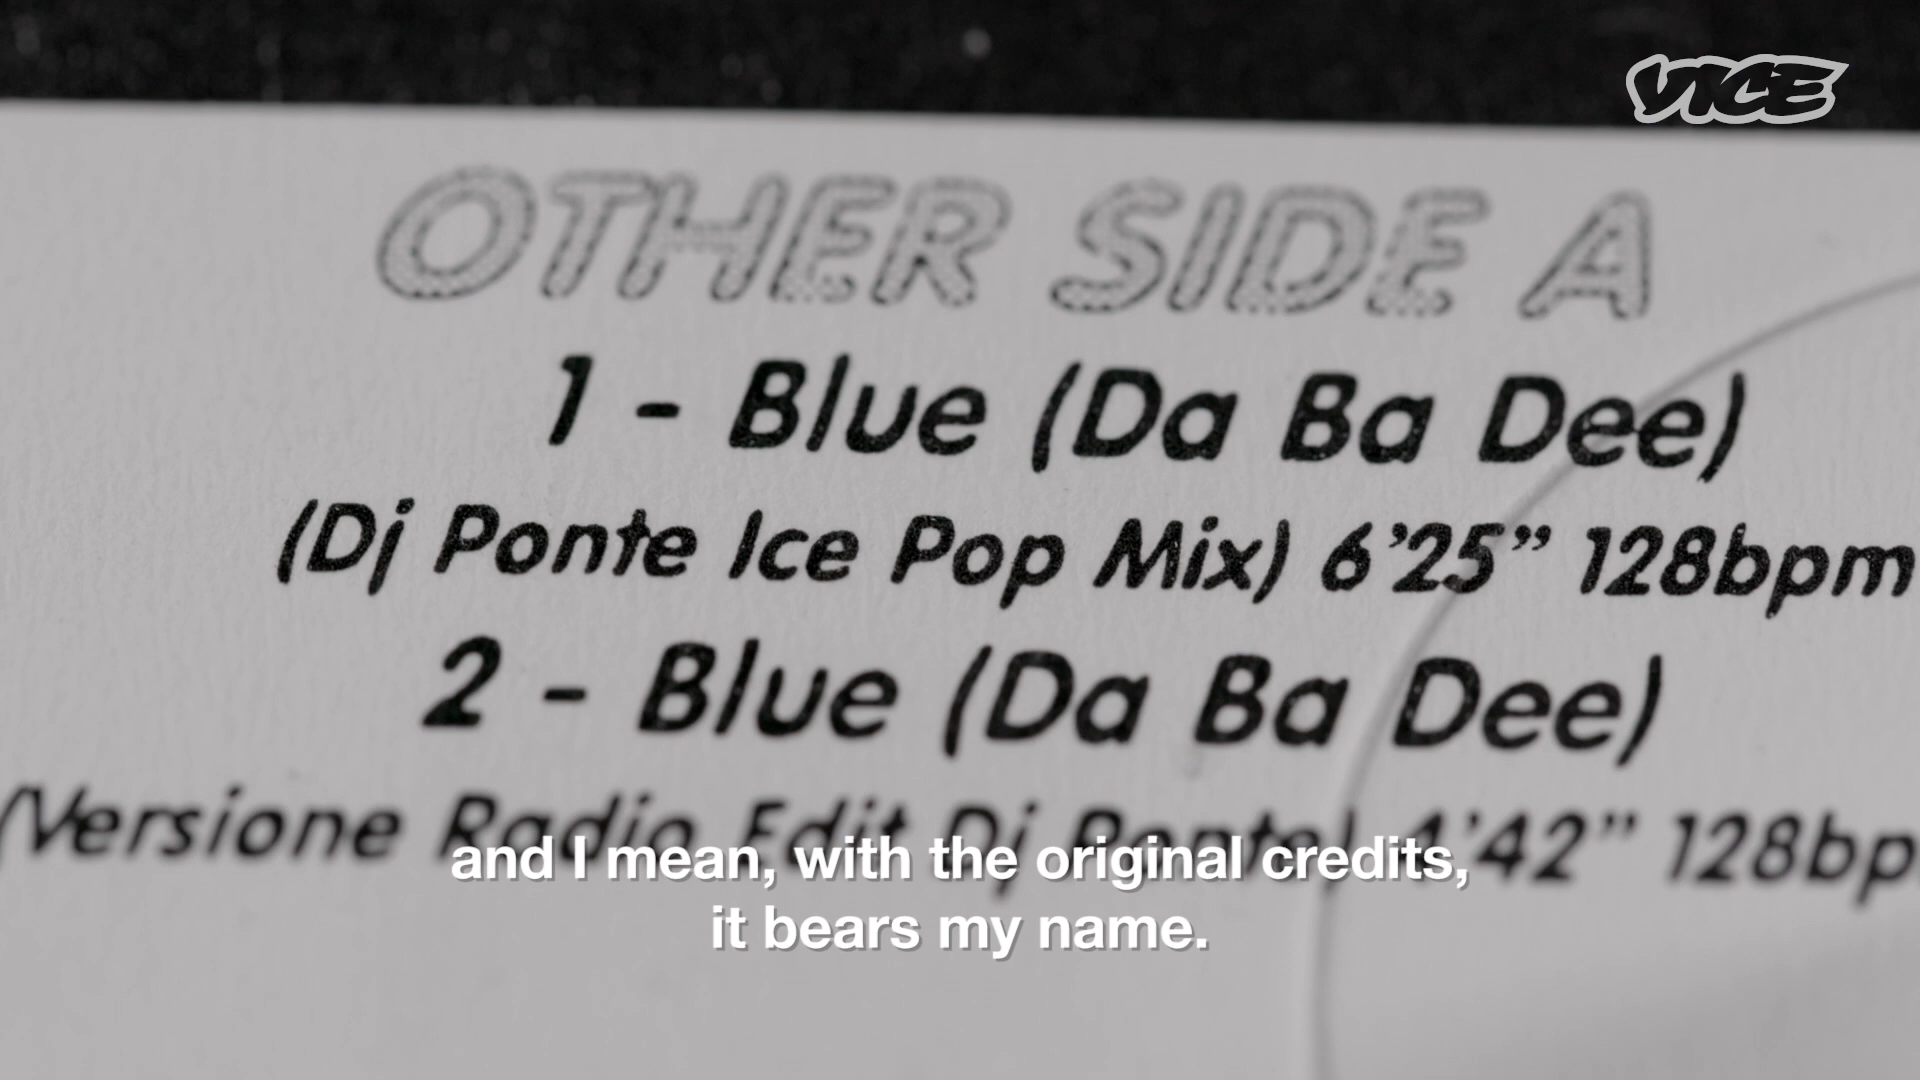 VICE
OTHER SIDE A
1 - Blue (Da Ba Dee)
(Dj Ponte Ice Pop Mix) 6'25” 128bpm
2 - Blue (Da Ba Dee)
(Versione Radio Edit Dj Ponte) 4'42” 128bp
and I mean, with the original credits,
it bears my name.